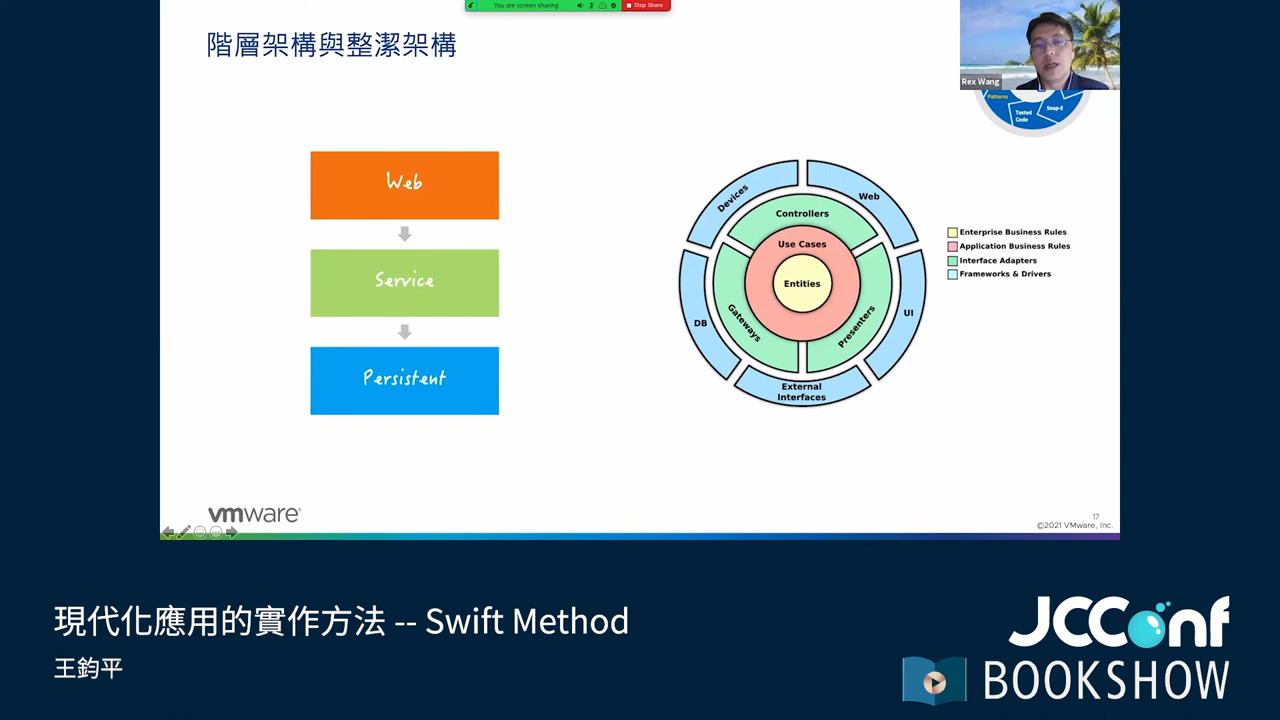 You are screen sharing
Stop Share
階層架構與整潔架構
Rex Wang
Patterns
Tested
Code
Snap-E
Web
Service
Persistent
Devices
Web
Controllers
Use Cases
Entities
Gateways
Presenters
DB
UI
External
Interfaces
Enterprise Business Rules
Application Business Rules
Interface Adapters
Frameworks & Drivers
vmware®
17
©2021 VMware, Inc.
現代化應用的實作方法 -- Swift Method
王鈞平
JCConf
BOOKSHOW